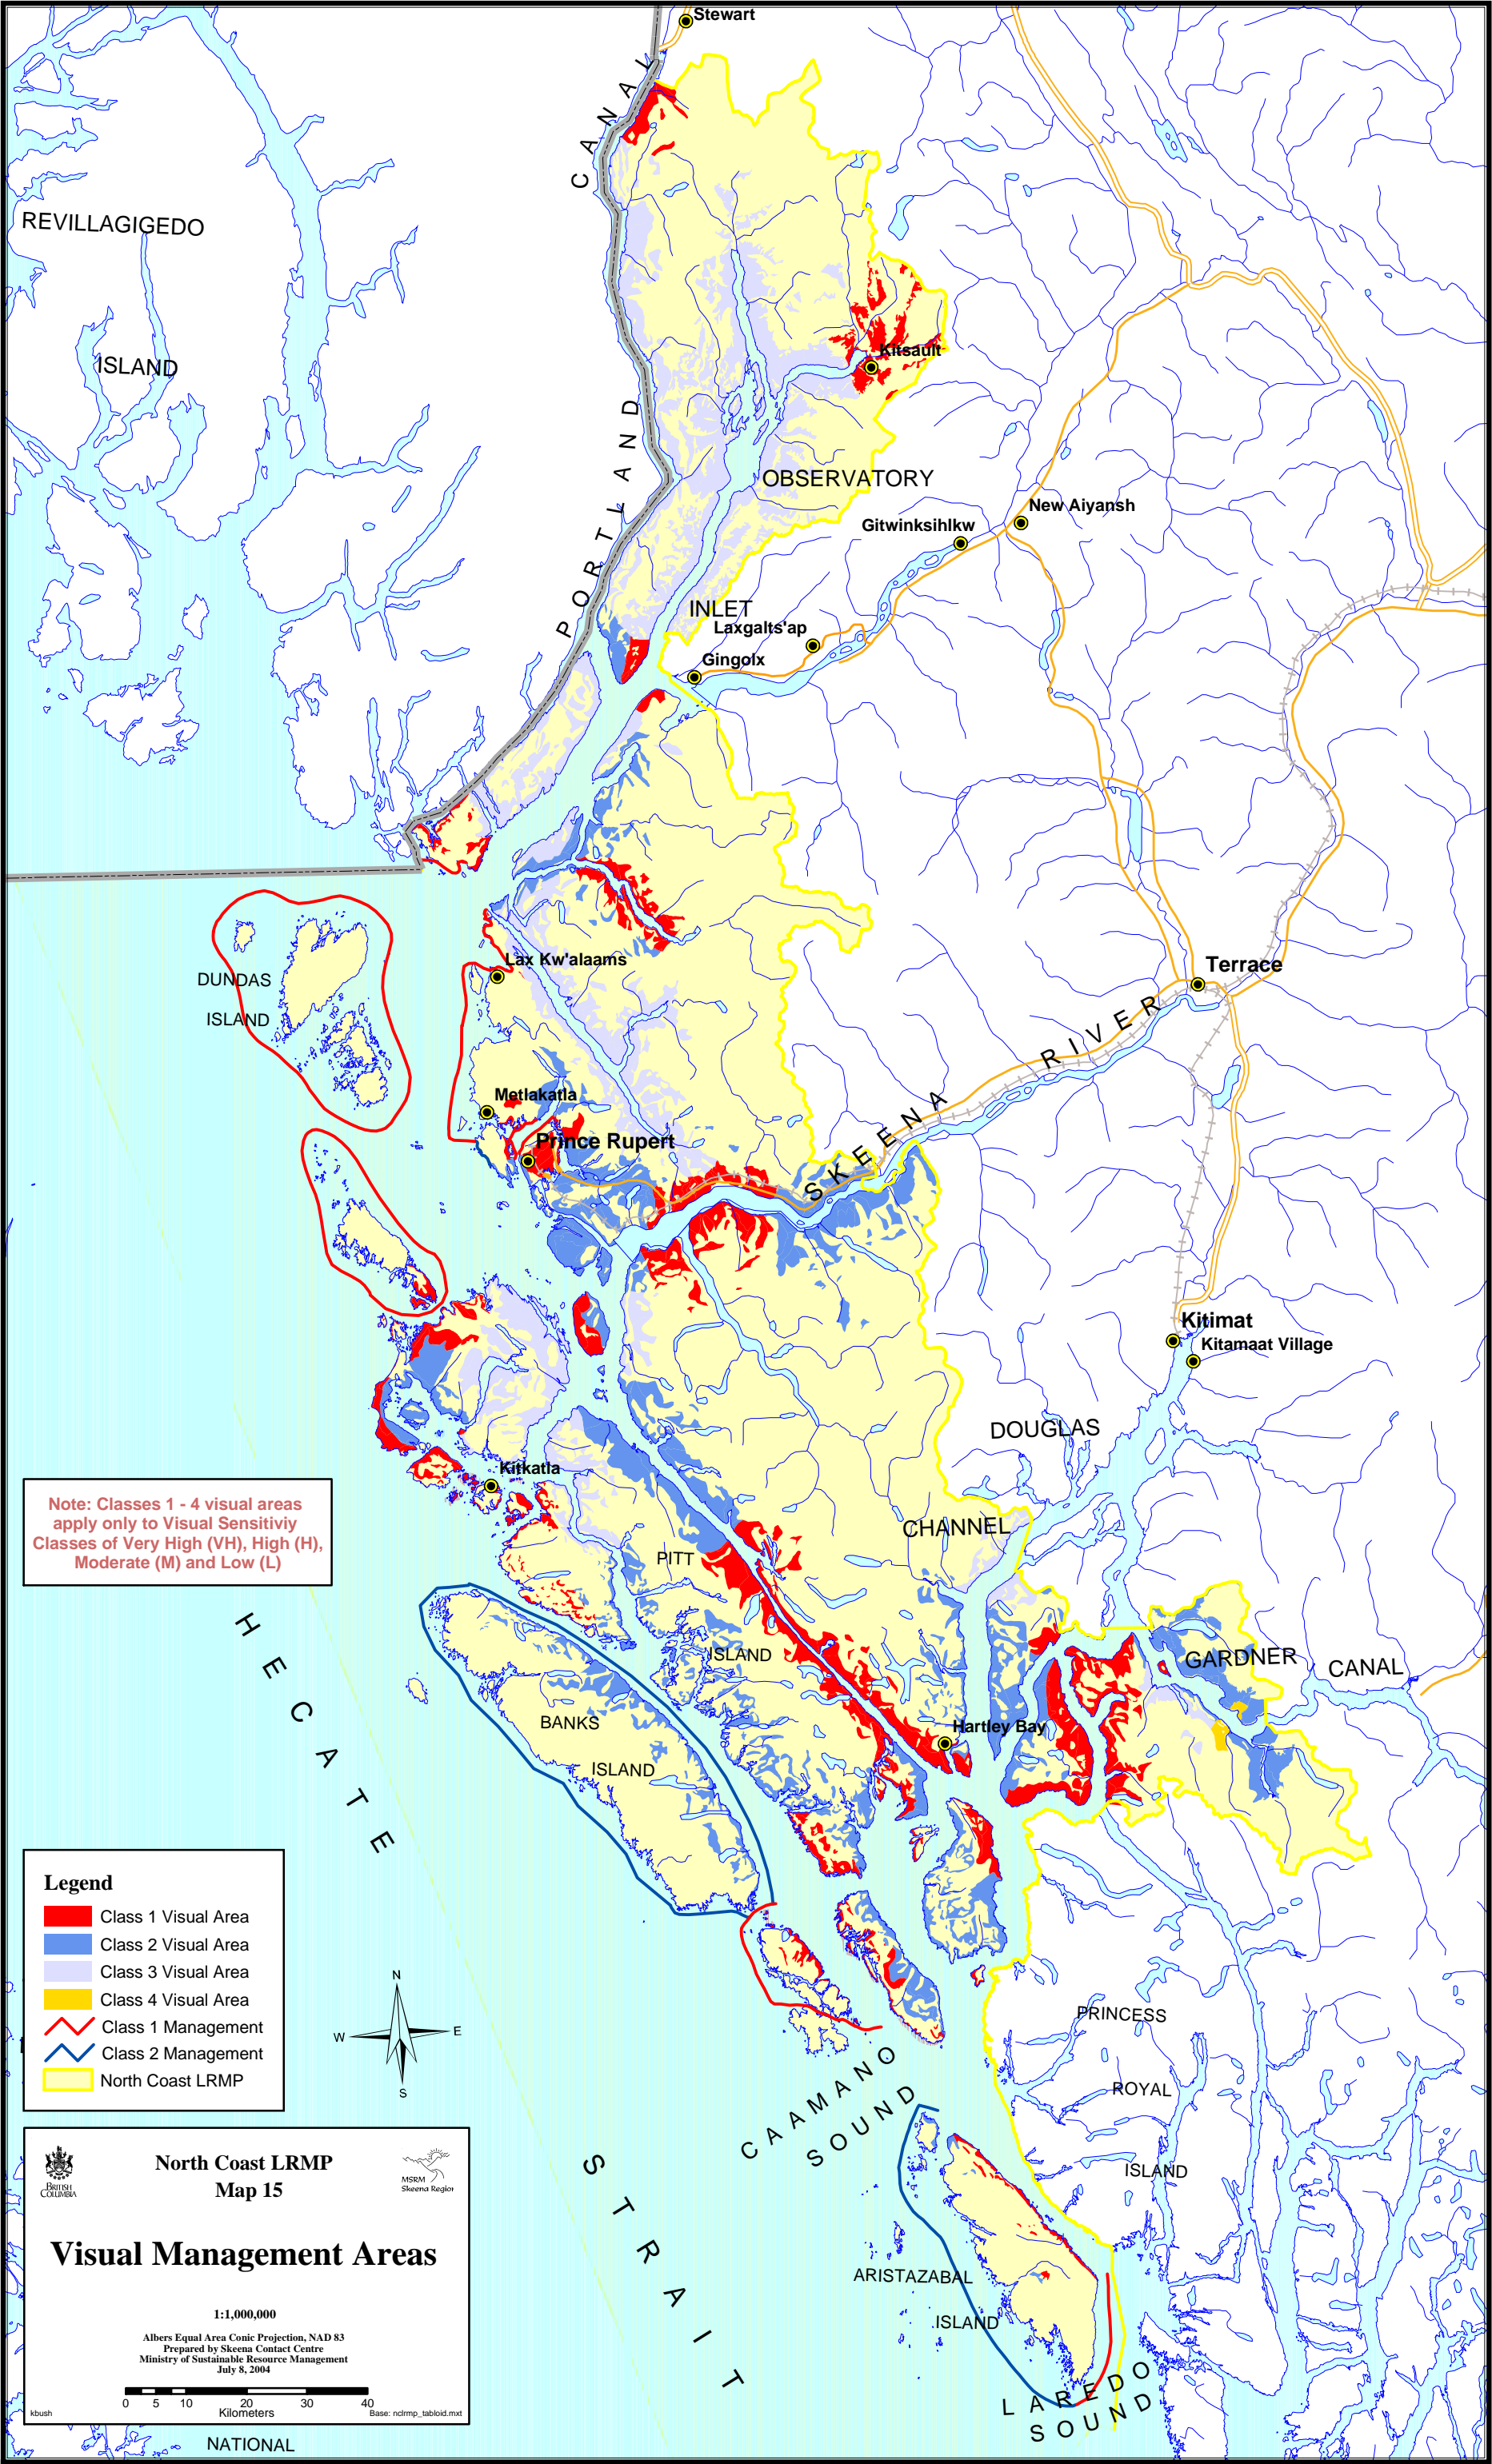 Stewart
CANAL
REVILLAGIGEDO
ISLAND
Kitsault
PORTLAND
OBSERVATORY
New Aiyansh
Gitwinksihlkw
INLET
Laxgalts'ap
Gingolx
Lax Kw'alaams
DUNDAS
ISLAND
Terrace
SKEENA RIVER
Metlakatla
Prince Rupert
Kitimat
Kitamaat Village
DOUGLAS
Kitkatla
CHANNEL
Note: Classes 1 - 4 visual areas
apply only to Visual Sensitiviy
Classes of Very High (VH), High (H),
Moderate (M) and Low (L)
PITT
ISLAND
GARDNER CANAL
Hartley Bay
BANKS
ISLAND
HECATE
STRAIT
Legend
Class 1 Visual Area
Class 2 Visual Area
Class 3 Visual Area
Class 4 Visual Area
Class 1 Management
Class 2 Management
North Coast LRMP
N
W E
S
PRINCESS
ROYAL
ISLAND
CAAMANO
SOUND
ARISTAZABAL
ISLAND
LAREDO
SOUND
BRITISH
COLUMBIA
North Coast LRMP
Map 15
MSRM
Skeena Region
Visual Management Areas
1:1,000,000
Albers Equal Area Conic Projection, NAD 83
Prepared by Skeena Contact Centre
Ministry of Sustainable Resource Management
July 8, 2004
0 5 10 20 30 40
Kilometers
kbush
Base: nclrmp_tabloid.mxt
NATIONAL